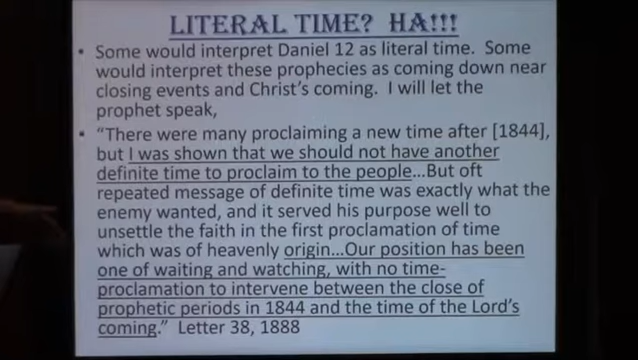 LITERAL TIME? HA!!!
• Some would interpret Daniel 12 as literal time. Some
would interpret these prophecies as coming down near
closing events and Christ's coming. I will let the
prophet speak,
• "There were many proclaiming a new time after [1844],
but I was shown that we should not have another
definite time to proclaim to the people...But oft
repeated message of definite time was exactly what the
enemy wanted, and it served his purpose well to
unsettle the faith in the first proclamation of time
which was of heavenly origin...Our position has been
one of waiting and watching, with no time-
proclamation to intervene between the close of
prophetic periods in 1844 and the time of the Lord's
coming." Letter 38, 1888